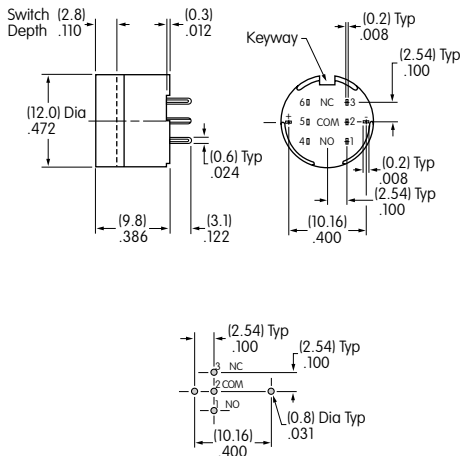 Switch
Depth
(2.8)
.110
(0.3)
.012
(12.0) Dia
.472
(0.6) Typ
.024
(9.8)
.386
(3.1)
.122
Keyway
(0.2) Typ
.008
(2.54) Typ
.100
6 NC 3
+ 5 COM 2 -
4 NO 1
(0.2) Typ
.008
(2.54) Typ
.100
(10.16)
.400
(2.54) Typ
.100
(2.54) Typ
.100
3 NC
2 COM
1 NO
(0.8) Dia Typ
.031
(10.16)
.400